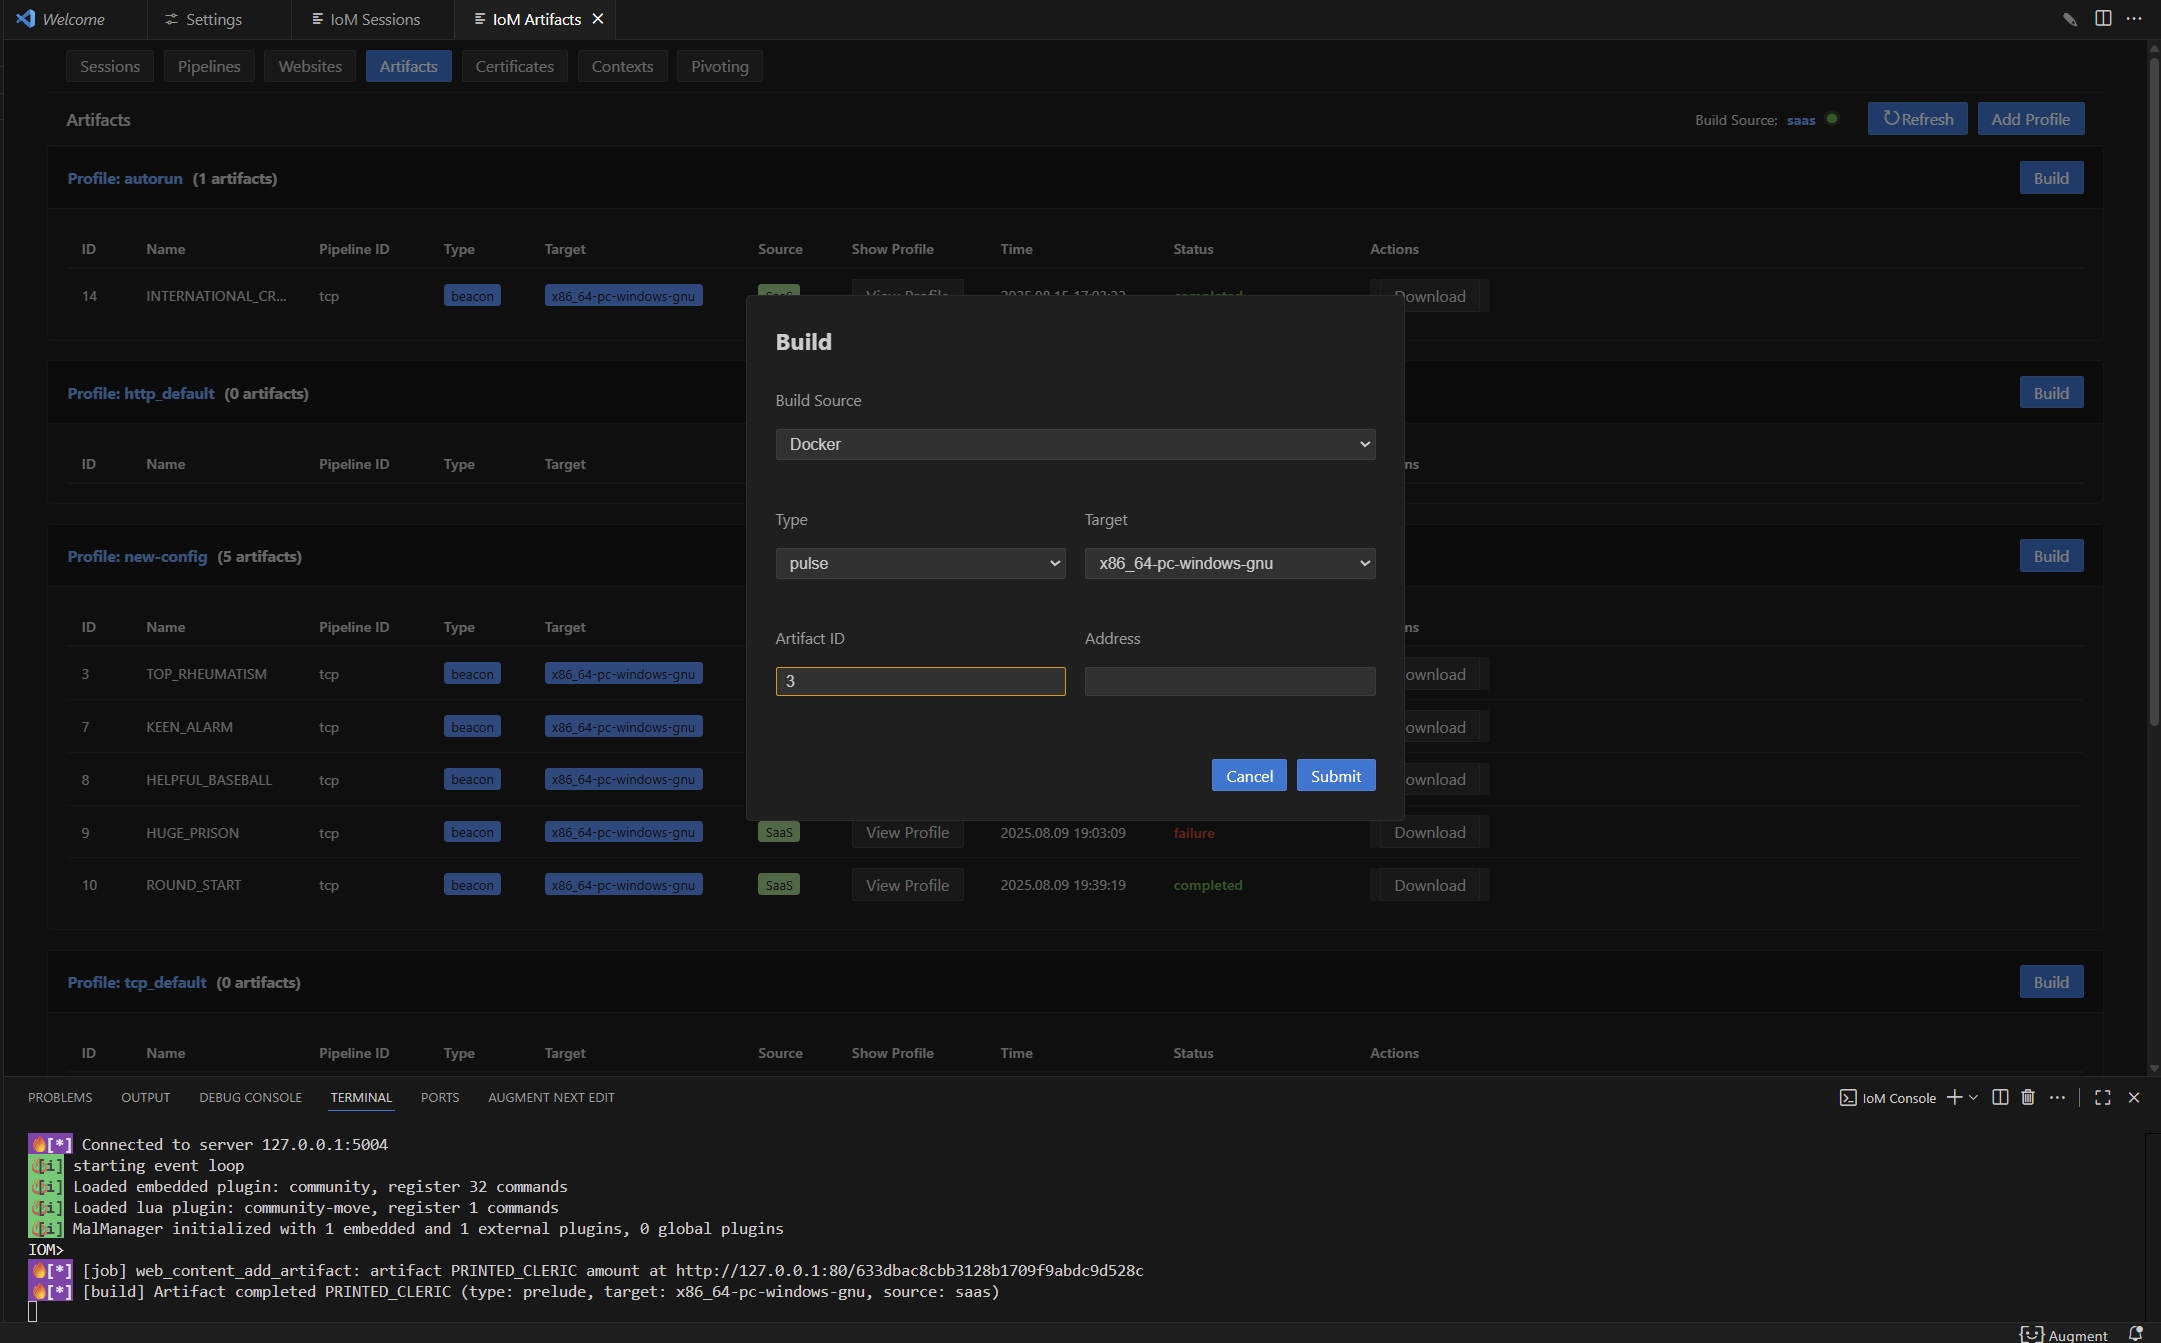 Welcome Settings IoM Sessions IoM Artifacts
Sessions Pipelines Websites Artifacts Certificates Contexts Pivoting
Artifacts Build Source: saas Refresh Add Profile
Profile: autorun (1 artifacts) Build
ID Name Pipeline ID Type Target Source Show Profile Time Status Actions
14 INTERNATIONAL_CR... tcp beacon x86_64-pc-windows-gnu SaaS View Profile 2025.08.15 17:03:22 completed Download
Build
Profile: http_default (0 artifacts) Build
Build Source
Docker
ID Name Pipeline ID Type Target ns
Type Target
Profile: new-config (5 artifacts) Build
pulse x86_64-pc-windows-gnu
ID Name Pipeline ID Type Target ns
Artifact ID Address
3 TOP_RHEUMATISM tcp beacon x86_64-pc-windows-gnu ownload
3
7 KEEN_ALARM tcp beacon x86_64-pc-windows-gnu ownload
8 HELPFUL_BASEBALL tcp beacon x86_64-pc-windows-gnu ownload
Cancel Submit
9 HUGE_PRISON tcp beacon x86_64-pc-windows-gnu SaaS View Profile 2025.08.09 19:03:09 failure Download
10 ROUND_START tcp beacon x86_64-pc-windows-gnu SaaS View Profile 2025.08.09 19:39:19 completed Download
Profile: tcp_default (0 artifacts) Build
ID Name Pipeline ID Type Target Source Show Profile Time Status Actions
PROBLEMS OUTPUT DEBUG CONSOLE TERMINAL PORTS AUGMENT NEXT EDIT IoM Console
[*] Connected to server 127.0.0.1:5004
[i] starting event loop
[i] Loaded embedded plugin: community, register 32 commands
[i] Loaded lua plugin: community-move, register 1 commands
[i] MalManager initialized with 1 embedded and 1 external plugins, 0 global plugins
IOM>
[*] [job] web_content_add_artifact: artifact PRINTED_CLERIC amount at http://127.0.0.1:80/633dbac8cbb3128b1709f9abdc9d528c
[*] [build] Artifact completed PRINTED_CLERIC (type: prelude, target: x86_64-pc-windows-gnu, source: saas)
Augment